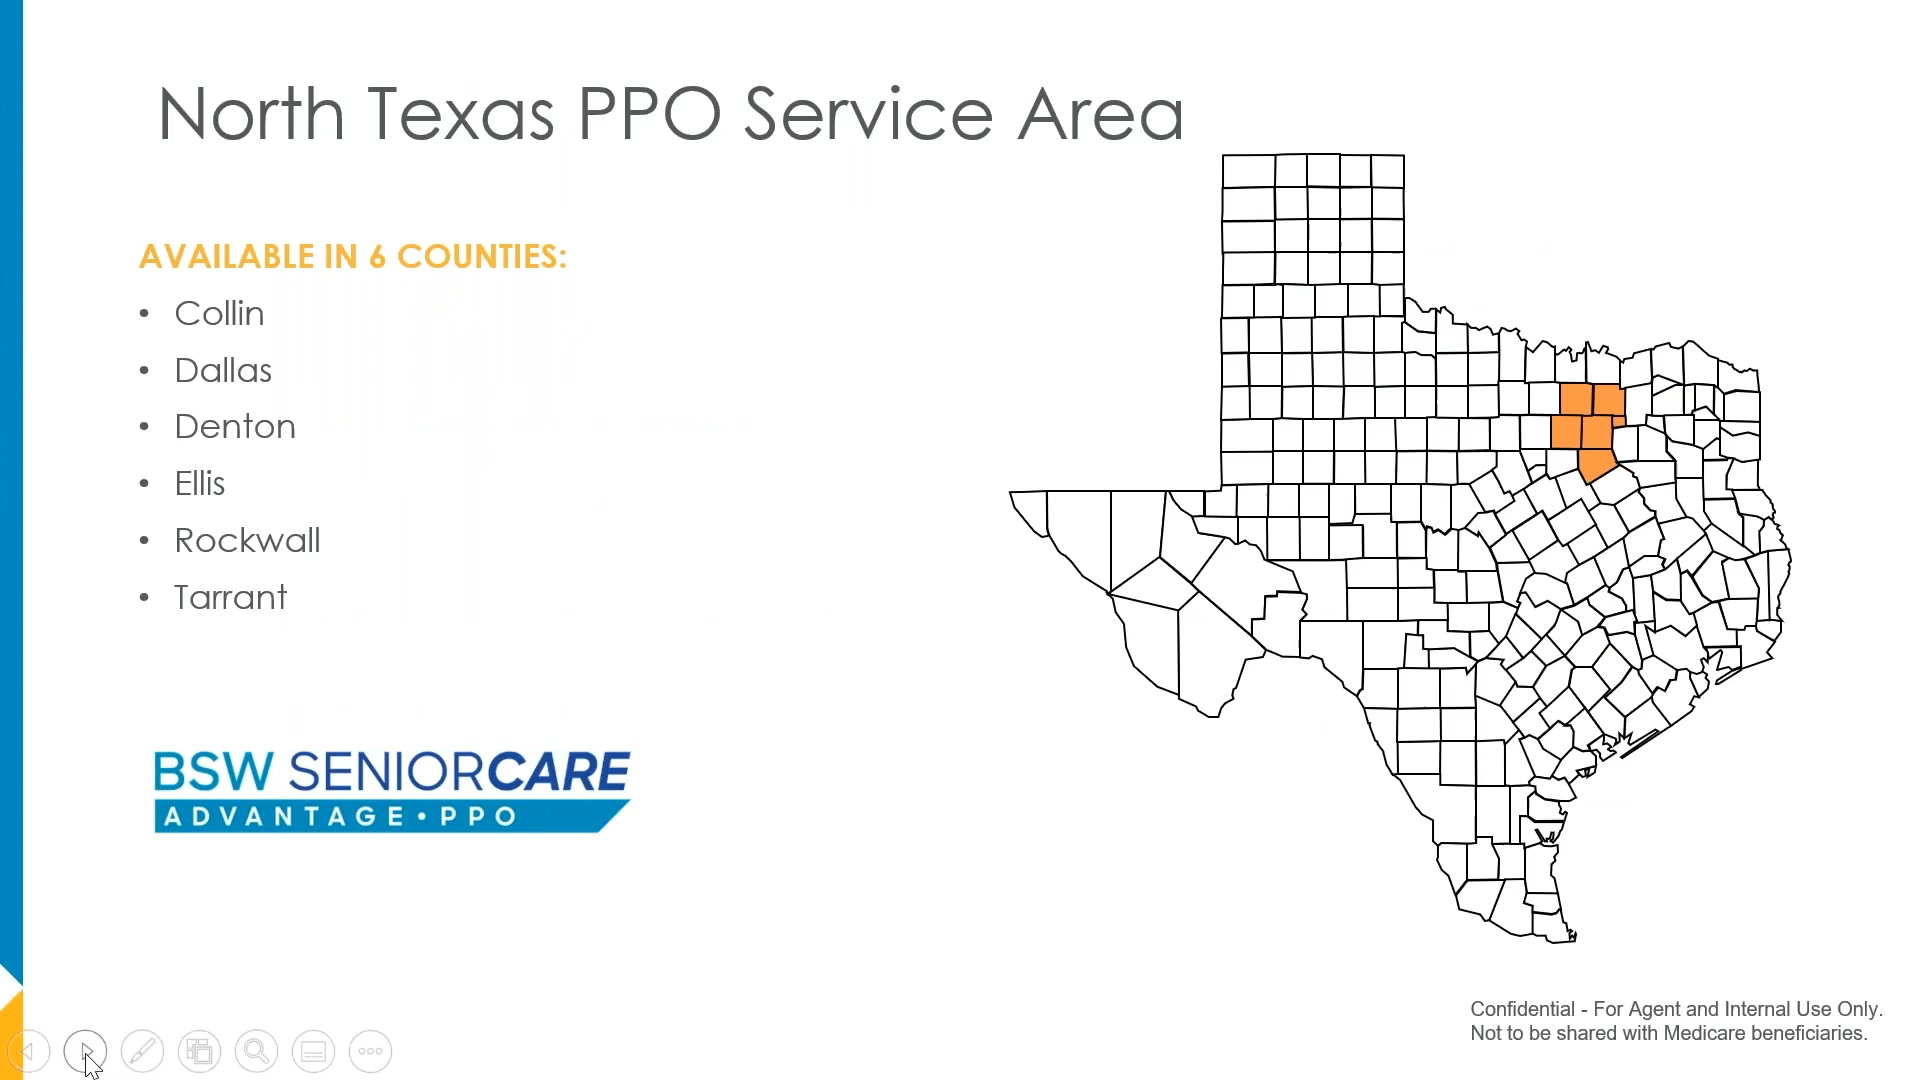 North Texas PPO Service Area
AVAILABLE IN 6 COUNTIES:
• Collin
• Dallas
• Denton
• Ellis
• Rockwall
• Tarrant
BSW SENIORCARE
ADVANTAGE • PPO
Confidential - For Agent and Internal Use Only.
Not to be shared with Medicare beneficiaries.